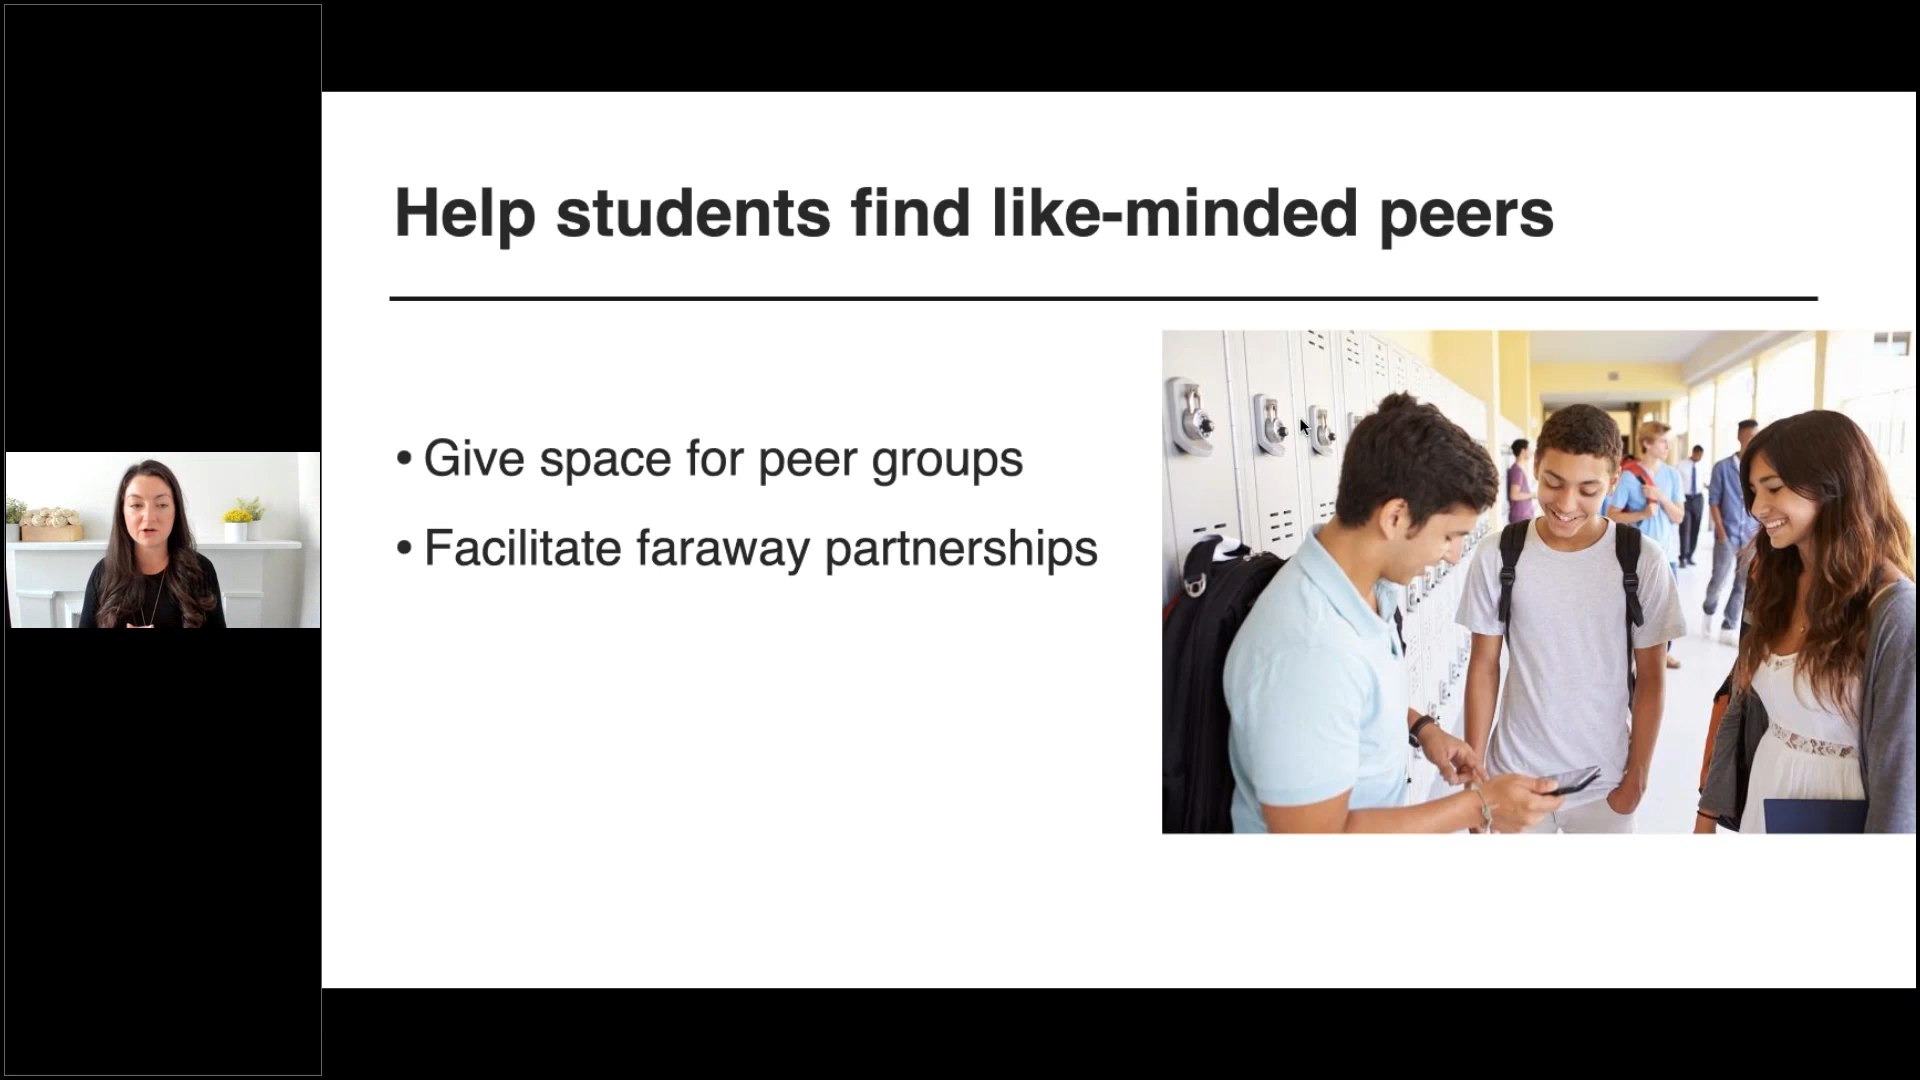 Help students find like-minded peers
• Give space for peer groups
• Facilitate faraway partnerships